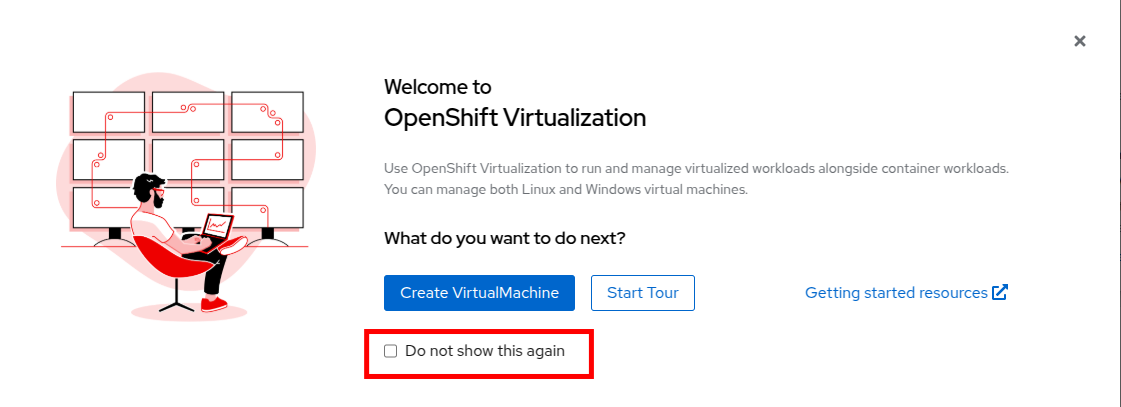 Welcome to
OpenShift Virtualization
Use OpenShift Virtualization to run and manage virtualized workloads alongside container workloads.
You can manage both Linux and Windows virtual machines.
What do you want to do next?
Create VirtualMachine
Start Tour
Getting started resources
Do not show this again